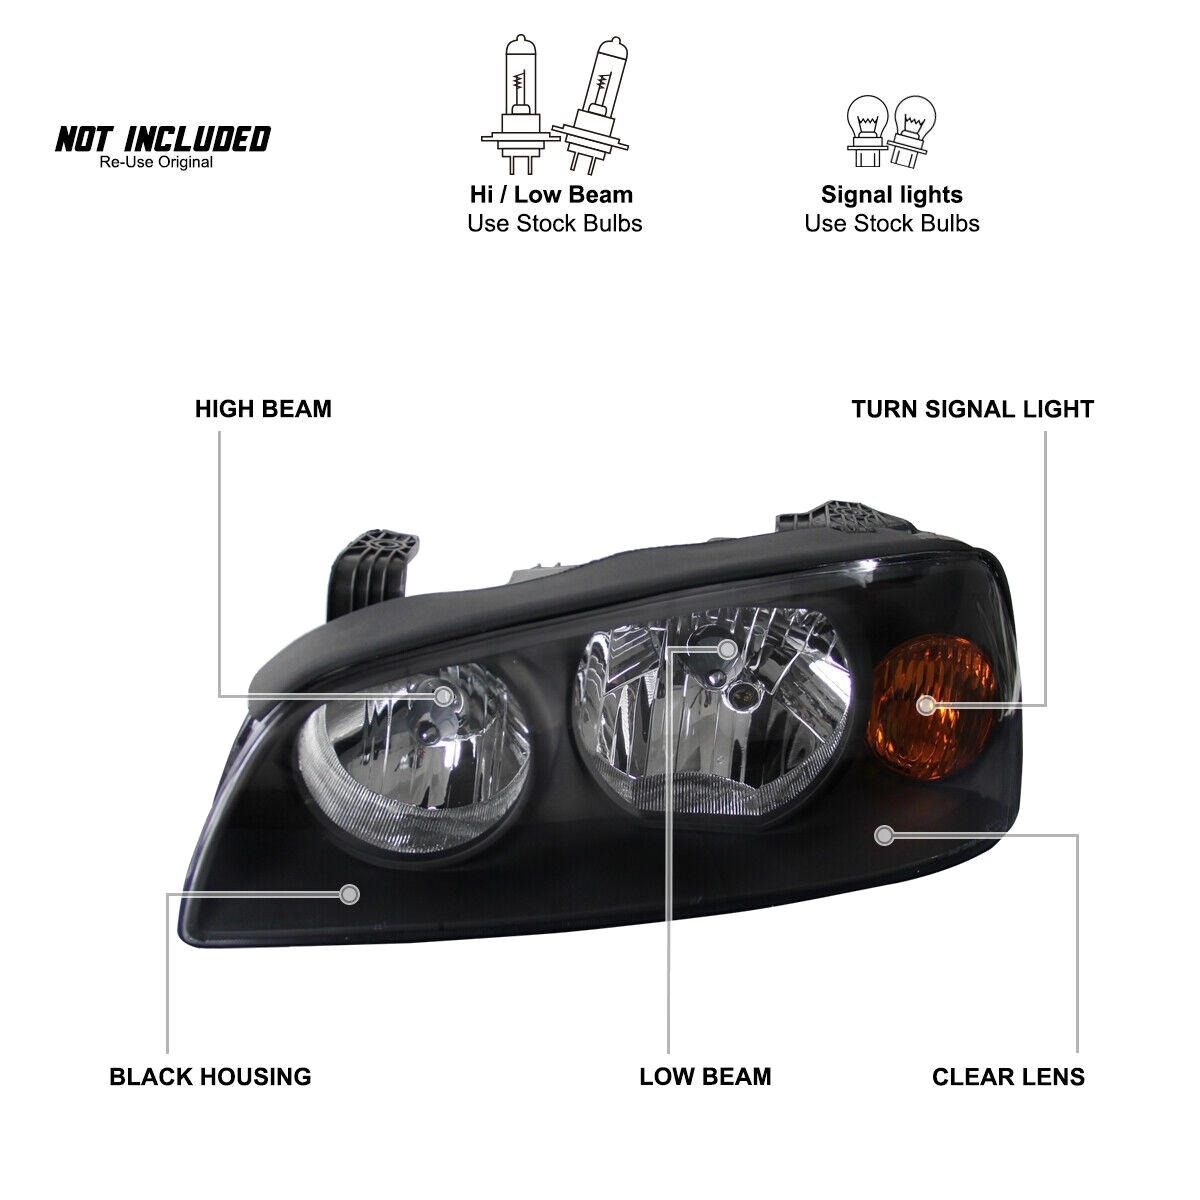 NOT INCLUDED
Re-Use Original
Hi / Low Beam
Use Stock Bulbs
Signal lights
Use Stock Bulbs
HIGH BEAM
TURN SIGNAL LIGHT
BLACK HOUSING
LOW BEAM
CLEAR LENS